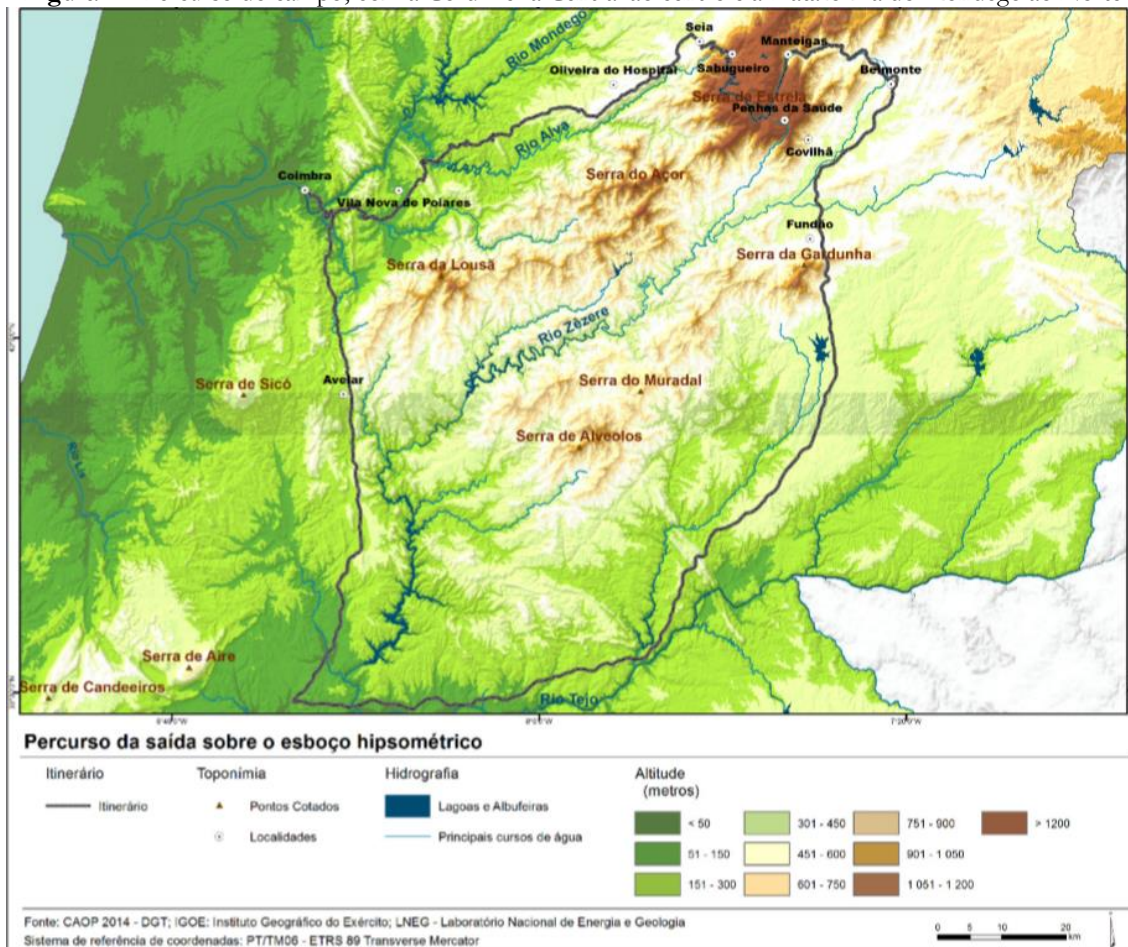 Rio Mondego
Seia
Manteigas
Oliveira do Hospital
Sabugueiro
Belmonte
Serra da Estrela
Penhas da Saúde
Rio Alva
Covilhã
Coimbra
Serra do Açor
Vila Nova de Poiares
Fundão
Serra da Lousã
Serra da Gardunha
Rio Zêzere
Serra de Sicó
Avelar
Serra do Muradal
Serra de Alveolos
Serra de Aire
Serra de Candeeiros
Rio Tejo
Percurso da saída sobre o esboço hipsométrico
Itinerário
Itinerário
Toponímia
Pontos Cotados
Localidades
Hidrografia
Lagoas e Albufeiras
Principais cursos de água
Altitude
(metros)
< 50
301 - 450
751 - 900
> 1200
51 - 150
451 - 600
901 - 1 050
151 - 300
601 - 750
1 051 - 1 200
Fonte: CAOP 2014 - DGT; IGOE: Instituto Geográfico do Exército; LNEG - Laboratório Nacional de Energia e Geologia
Sistema de referência de coordenadas: PT/TM06 - ETRS 89 Transverse Mercator
0 5 10 20
km